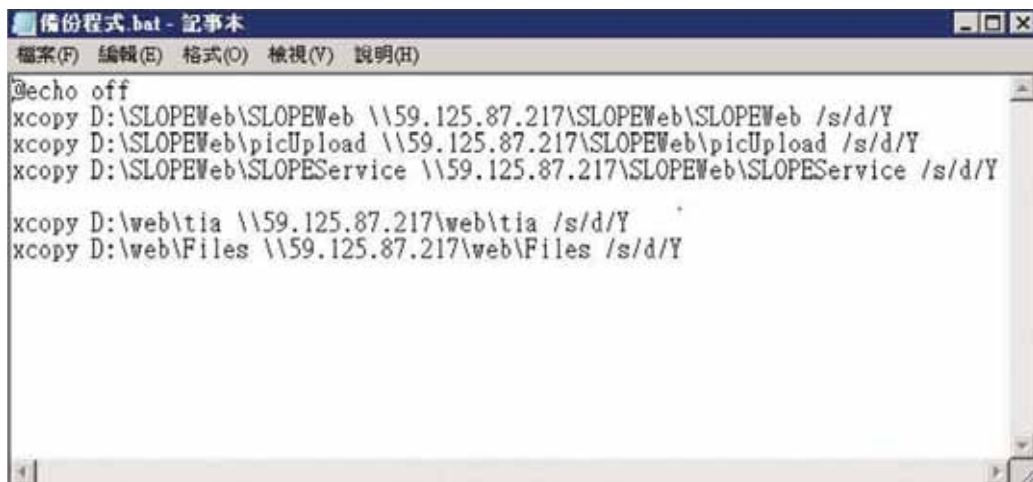 備份程式.bat - 記事本
檔案(F) 編輯(E) 格式(O) 檢視(V) 說明(H)
@echo off
xcopy D:\SLOPEWeb\SLOPEWeb \\59.125.87.217\SLOPEWeb\SLOPEWeb /s/d/Y
xcopy D:\SLOPEWeb\picUpload \\59.125.87.217\SLOPEWeb\picUpload /s/d/Y
xcopy D:\SLOPEWeb\SLOPEService \\59.125.87.217\SLOPEWeb\SLOPEService /s/d/Y
xcopy D:\web\tia \\59.125.87.217\web\tia /s/d/Y
xcopy D:\web\Files \\59.125.87.217\web\Files /s/d/Y